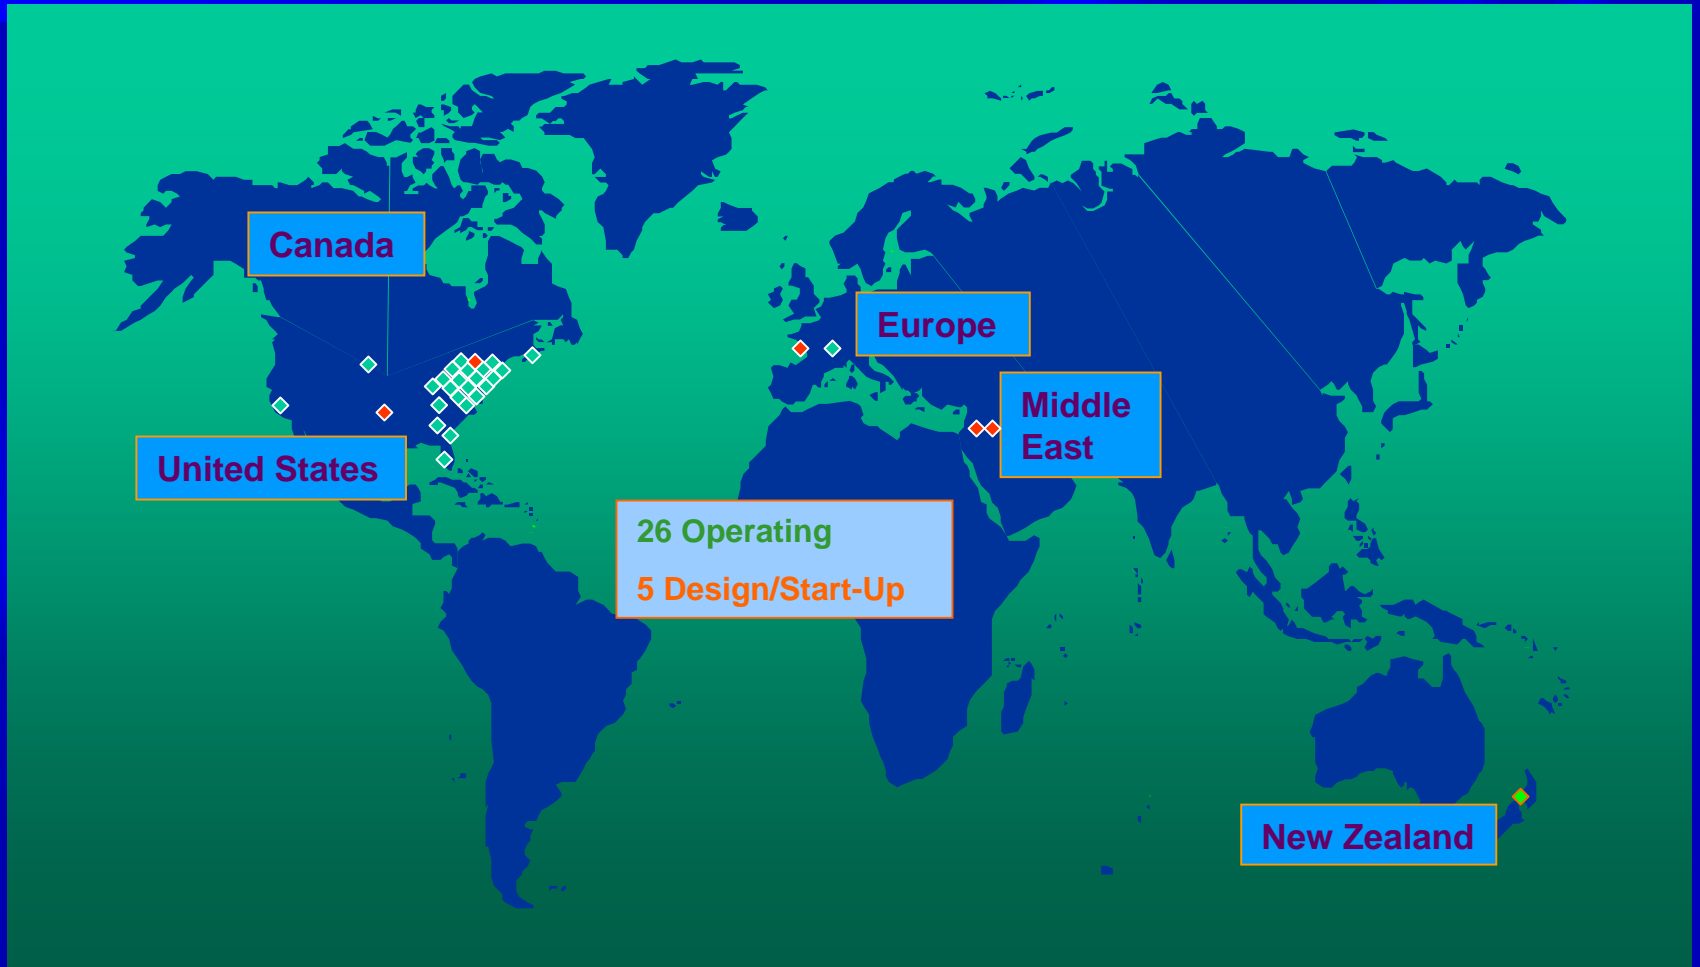 Canada
Europe
Middle
East
United States
26 Operating
5 Design/Start-Up
New Zealand